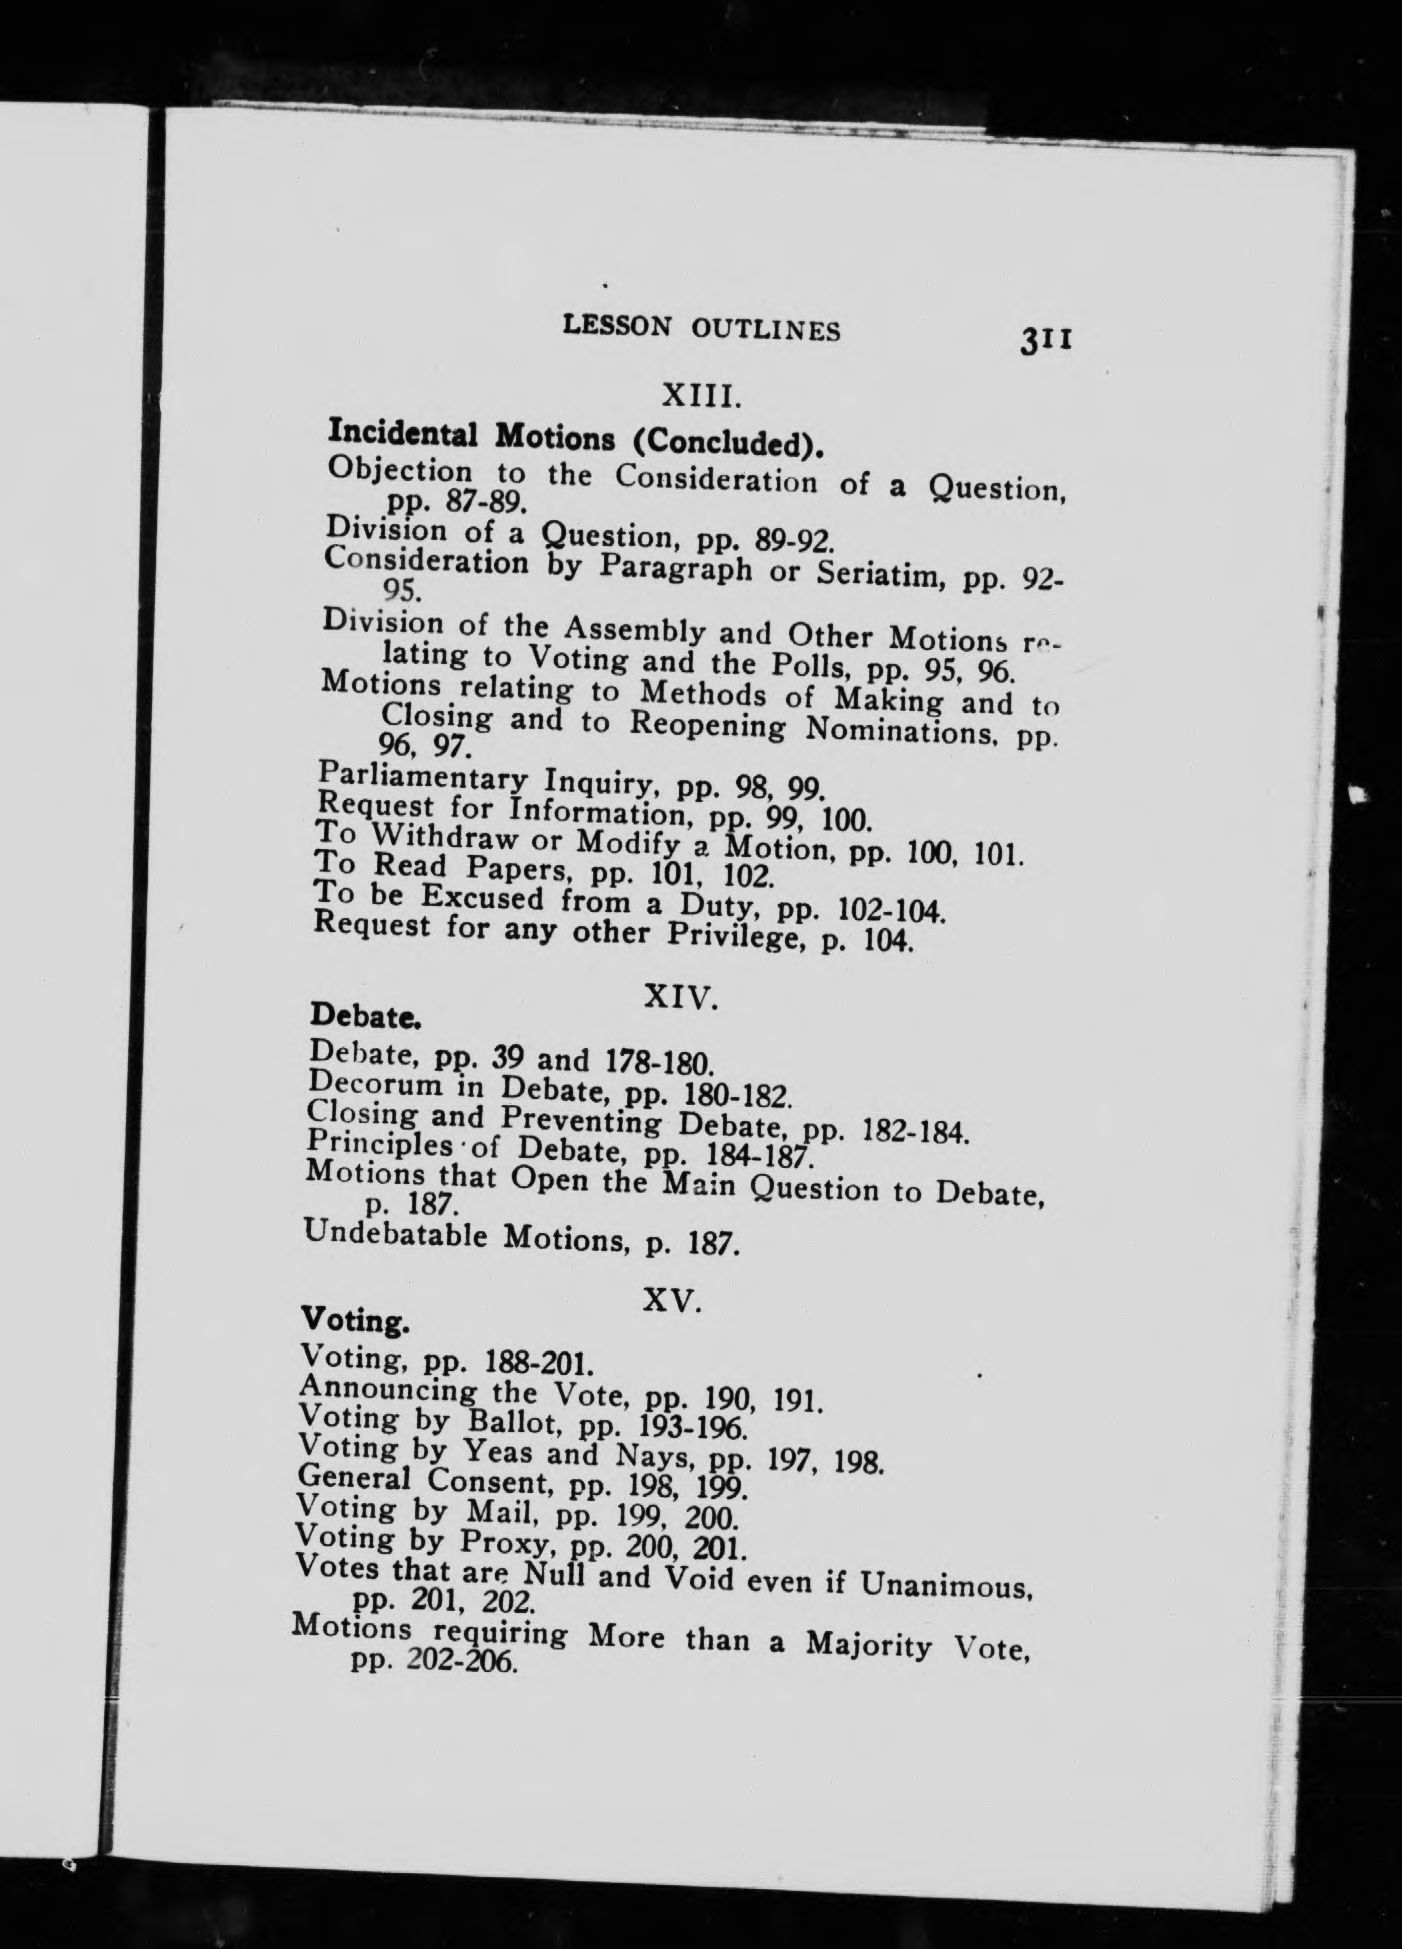 LESSON OUTLINES 311
XIII.
Incidental Motions (Concluded).
Objection to the Consideration of a Question,
pp. 87-89.
Division of a Question, pp. 89-92.
Consideration by Paragraph or Seriatim, pp. 92-
95.
Division of the Assembly and Other Motions re-
lating to Voting and the Polls, pp. 95, 96.
Motions relating to Methods of Making and to
Closing and to Reopening Nominations, pp.
96, 97.
Parliamentary Inquiry, pp. 98, 99.
Request for Information, pp. 99, 100.
To Withdraw or Modify a Motion, pp. 100, 101.
To Read Papers, pp. 101, 102.
To be Excused from a Duty, pp. 102-104.
Request for any other Privilege, p. 104.
XIV.
Debate.
Debate, pp. 39 and 178-180.
Decorum in Debate, pp. 180-182.
Closing and Preventing Debate, pp. 182-184.
Principles of Debate, pp. 184-187.
Motions that Open the Main Question to Debate,
p. 187.
Undebatable Motions, p. 187.
XV.
Voting.
Voting, pp. 188-201.
Announcing the Vote, pp. 190, 191.
Voting by Ballot, pp. 193-196.
Voting by Yeas and Nays, pp. 197, 198.
General Consent, pp. 198, 199.
Voting by Mail, pp. 199, 200.
Voting by Proxy, pp. 200, 201.
Votes that are Null and Void even if Unanimous,
pp. 201, 202.
Motions requiring More than a Majority Vote,
pp. 202-206.